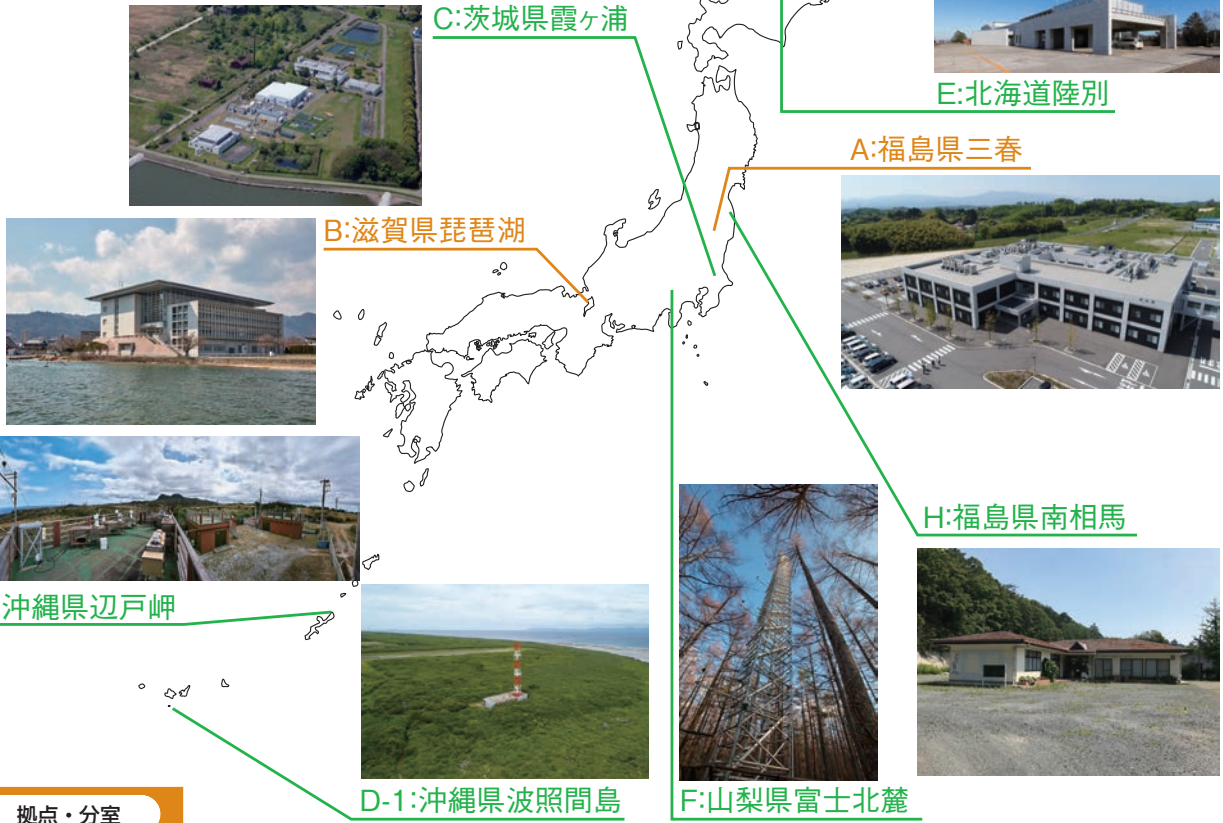 C:茨城県霞ヶ浦
E:北海道陸別
A:福島県三春
B:滋賀県琵琶湖
H:福島県南相馬
沖縄県辺戸岬
D-1:沖縄県波照間島
F:山梨県富士北麓
拠点・分室